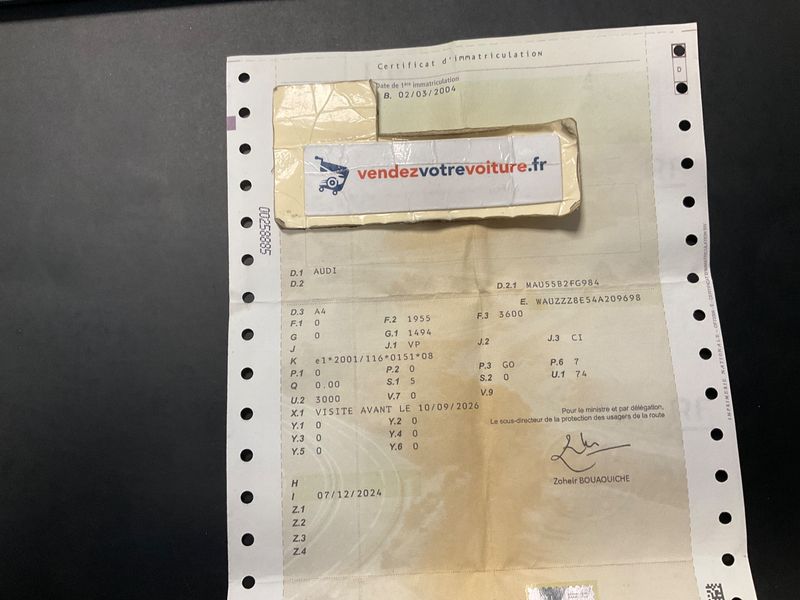 Certificat d'immatriculation
Date de 1ère immatriculation
B. 02/03/2004
D
vendezvotrevoiture.fr
00258885
D.1 AUDI
D.2
D.2.1 MAU5SB2FG984
E. WAUZZZ8E54A209698
D.3 A4
F.1 0 F.2 1955 F.3 3600
G 0 G.1 1494
J J.1 VP J.2 J.3 CI
K e1*2001/116*0151*08
P.1 0 P.2 0 P.3 GO P.6 7
Q 0.00 S.1 5 S.2 0 U.1 74
U.2 3000 V.7 0 V.9
X.1 VISITE AVANT LE 10/09/2026
Y.1 0 Y.2 0
Y.3 0 Y.4 0
Y.5 0 Y.6 0
Pour le ministre et par délégation,
Le sous-directeur de la protection des usagers de la route
Zoheir BOUAOUICHE
H
I 07/12/2024
Z.1
Z.2
Z.3
Z.4